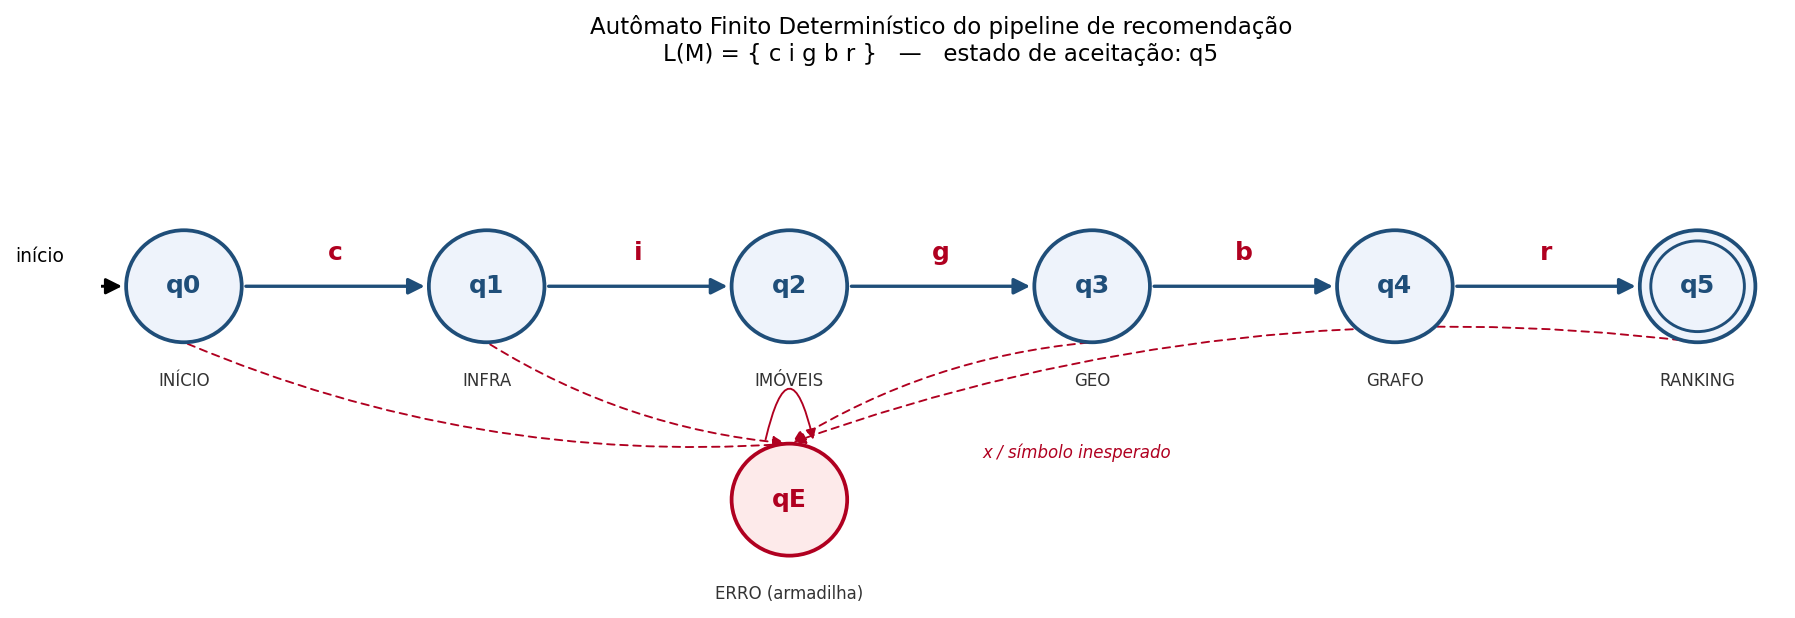 Autômato Finito Determinístico do pipeline de recomendação
L(M) = { c i g b r }   —   estado de aceitação: q5
início
c
i
g
b
r
q0
q1
q2
q3
q4
q5
INÍCIO
INFRA
IMÓVEIS
GEO
GRAFO
RANKING
x / símbolo inesperado
qE
ERRO (armadilha)